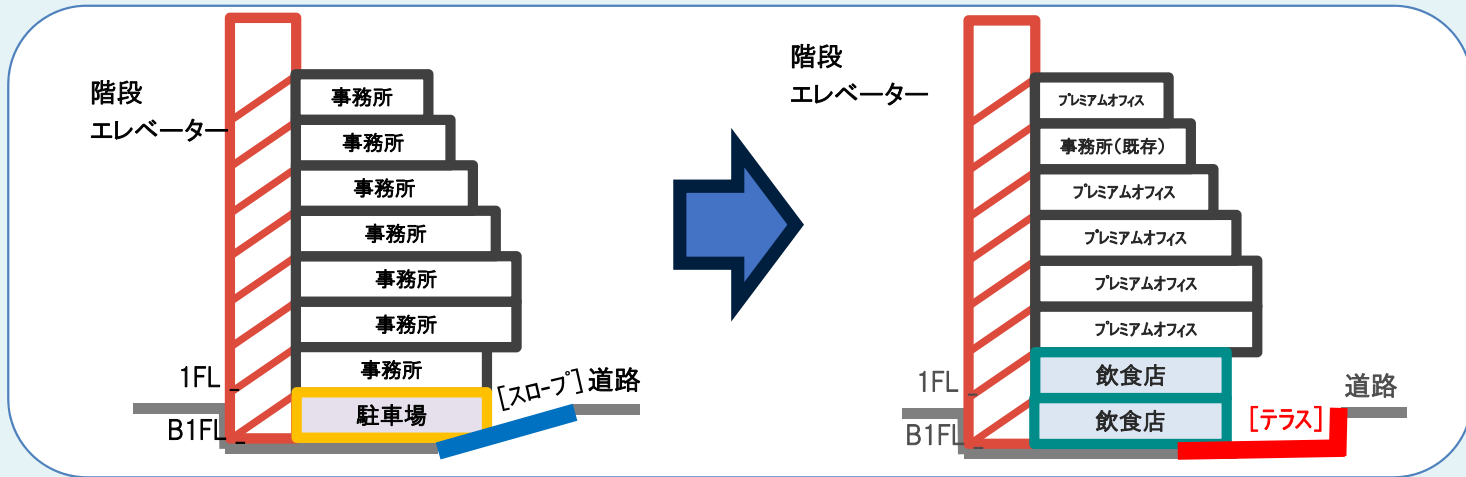 階段
エレベーター
事務所
事務所
事務所
事務所
事務所
事務所
事務所
駐車場
1FL
B1FL
[スロープ]
道路
階段
エレベーター
プレミアムオフィス
事務所(既存)
プレミアムオフィス
プレミアムオフィス
プレミアムオフィス
プレミアムオフィス
飲食店
飲食店
1FL
B1FL
[テラス]
道路